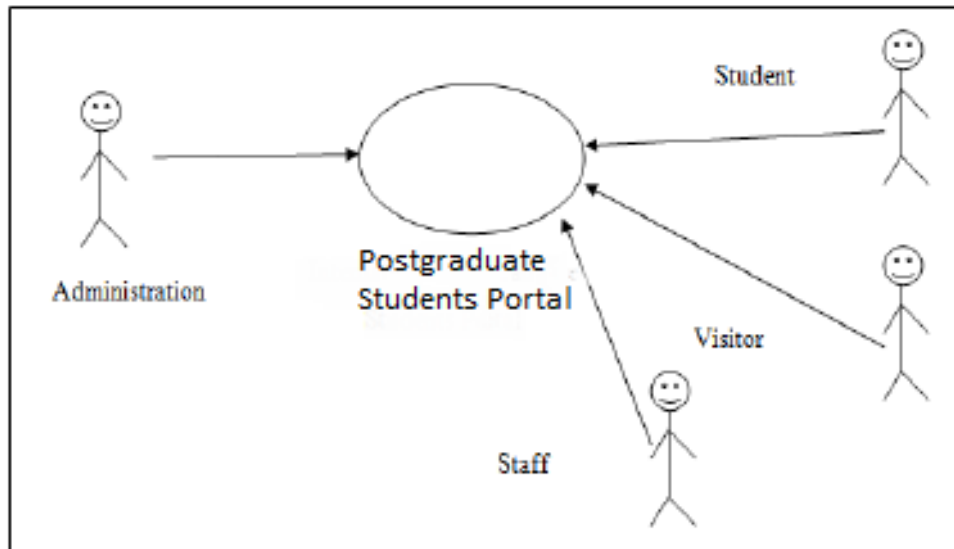 Student
Administration
Postgraduate
Students Portal
Visitor
Staff